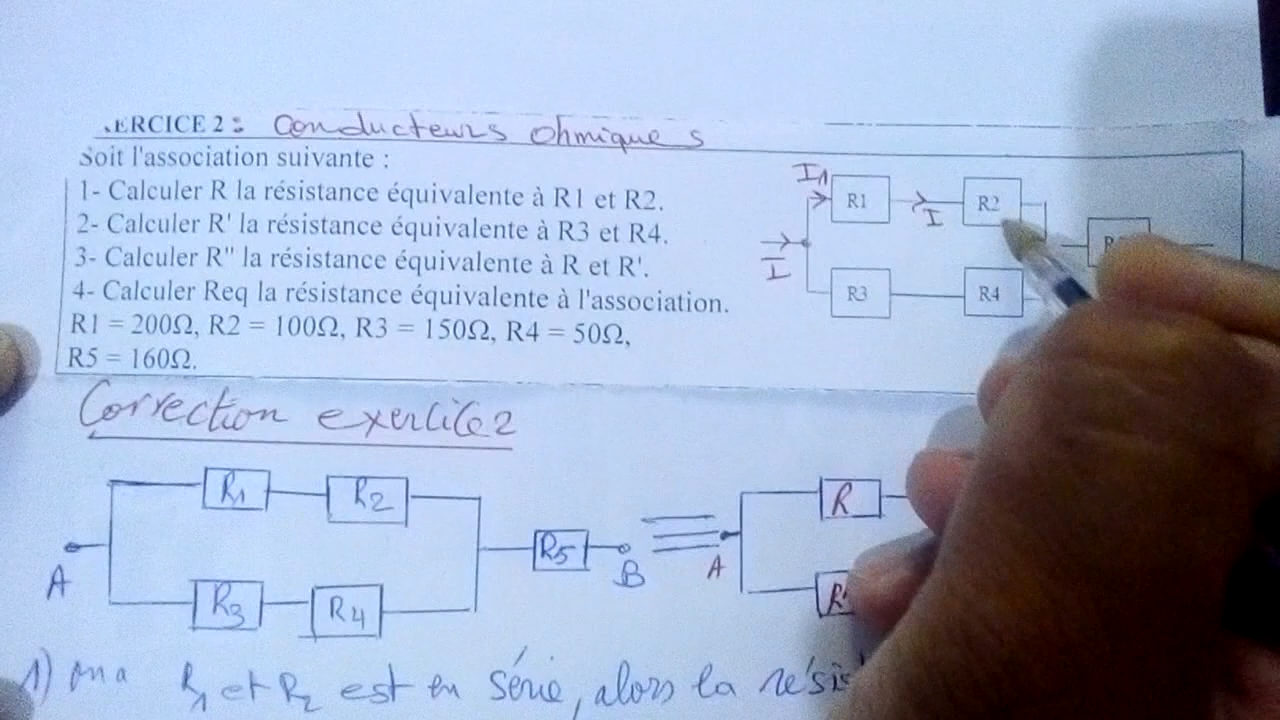 ERCICE 2 : Conducteurs Ohmiques
Soit l'association suivante :
1- Calculer R la résistance équivalente à R1 et R2.
2- Calculer R' la résistance équivalente à R3 et R4.
3- Calculer R" la résistance équivalente à R et R'.
4- Calculer Req la résistance équivalente à l'association.
R1 = 200Ω, R2 = 100Ω, R3 = 150Ω, R4 = 50Ω,
R5 = 160Ω.
I1 R1 I R2
I
R3 R4
Correction exercice 2
R1 R2 R
A R5 B A
R3 R4
1) on a R1 et R2 est en série, alors la